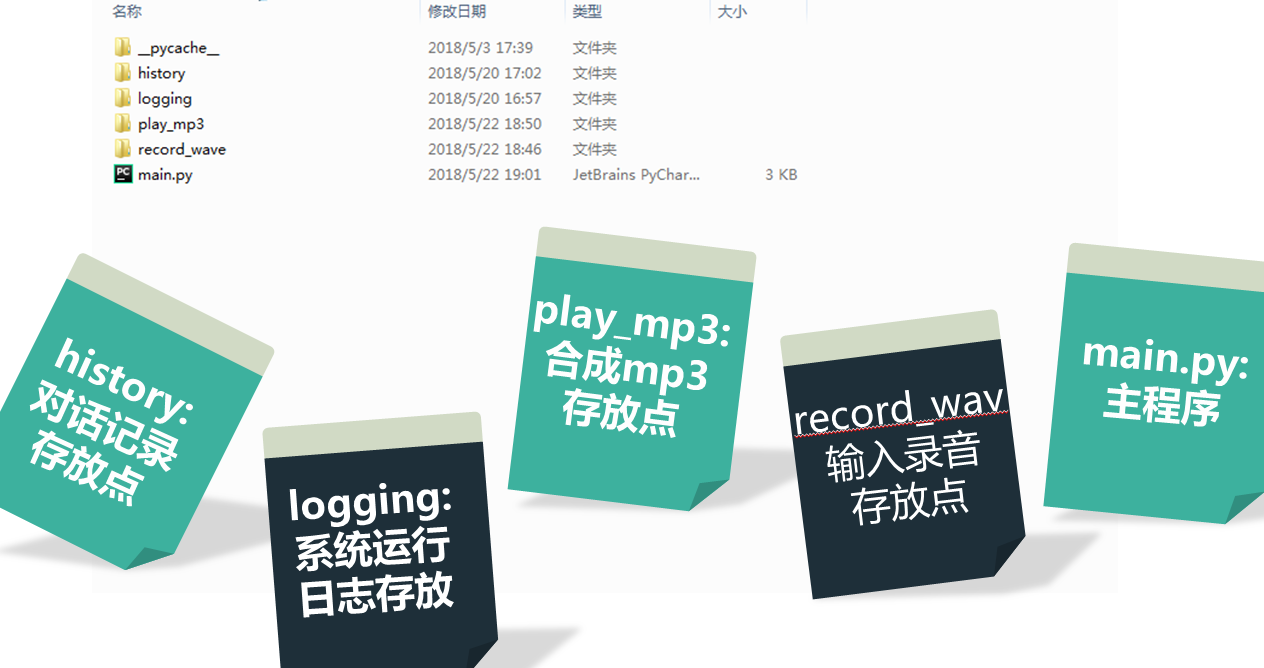 名称 修改日期 类型 大小
__pycache__ 2018/5/3 17:39 文件夹
history 2018/5/20 17:02 文件夹
logging 2018/5/20 16:57 文件夹
play_mp3 2018/5/22 18:50 文件夹
record_wave 2018/5/22 18:46 文件夹
PC main.py 2018/5/22 19:01 JetBrains PyChar... 3 KB
history:
对话记录
存放点
logging:
系统运行
日志存放
play_mp3:
合成mp3
存放点
record_wav
输入录音
存放点
main.py:
主程序